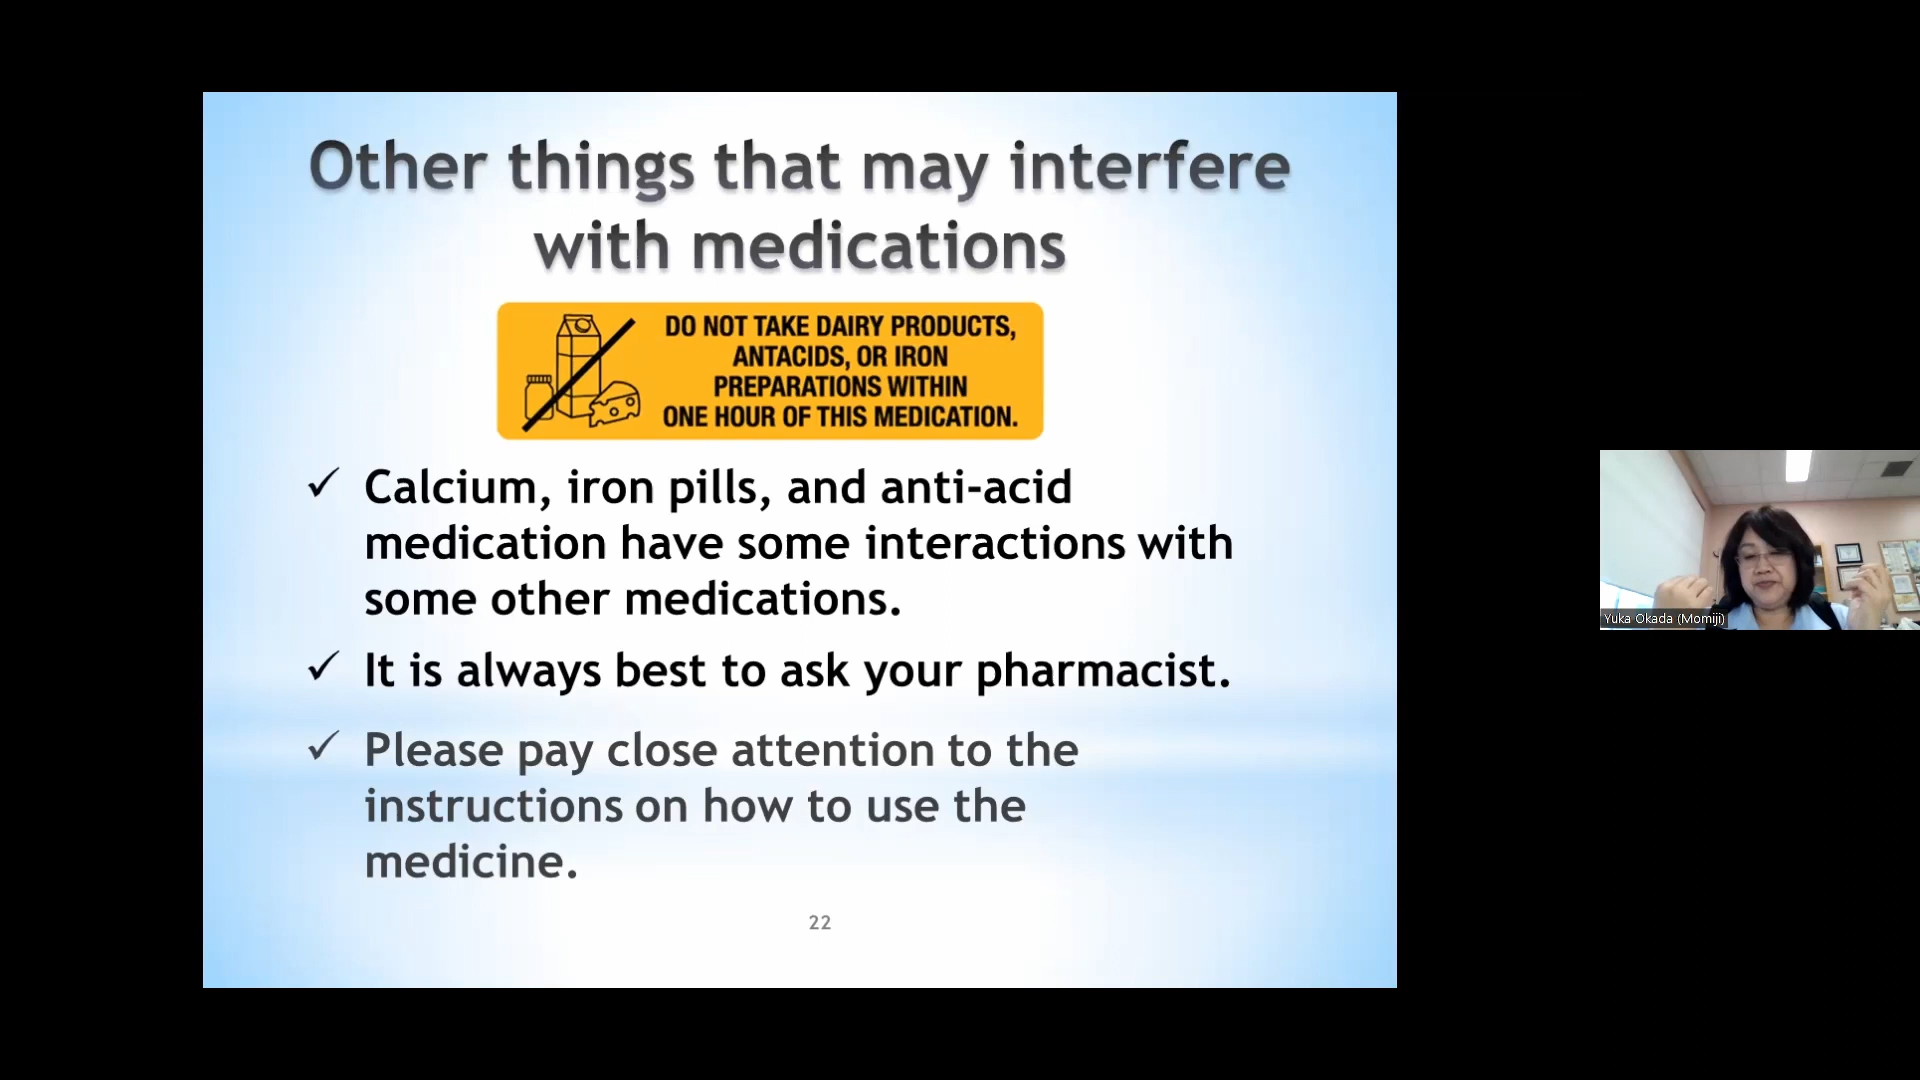 Other things that may interfere
with medications
DO NOT TAKE DAIRY PRODUCTS,
ANTACIDS, OR IRON
PREPARATIONS WITHIN
ONE HOUR OF THIS MEDICATION.
✓ Calcium, iron pills, and anti-acid
medication have some interactions with
some other medications.
✓ It is always best to ask your pharmacist.
✓ Please pay close attention to the
instructions on how to use the
medicine.
22
Yuka Okada (Momiji)